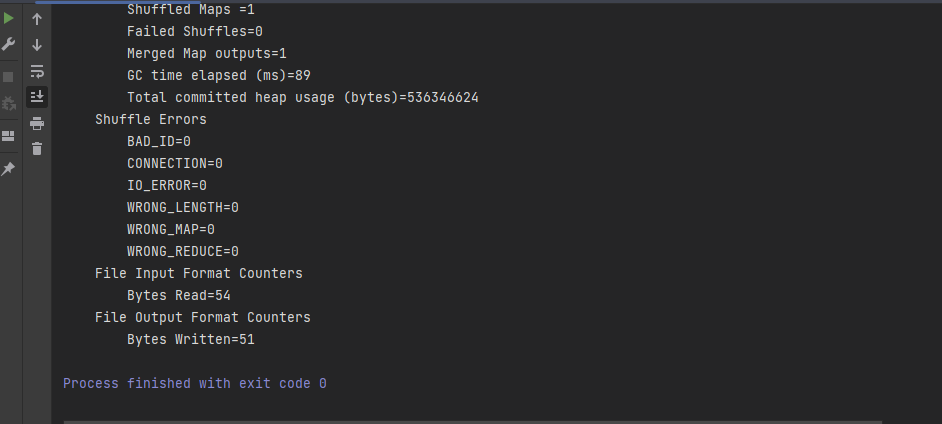 Shuffled Maps =1
Failed Shuffles=0
Merged Map outputs=1
GC time elapsed (ms)=89
Total committed heap usage (bytes)=536346624
Shuffle Errors
BAD_ID=0
CONNECTION=0
IO_ERROR=0
WRONG_LENGTH=0
WRONG_MAP=0
WRONG_REDUCE=0
File Input Format Counters
Bytes Read=54
File Output Format Counters
Bytes Written=51
Process finished with exit code 0